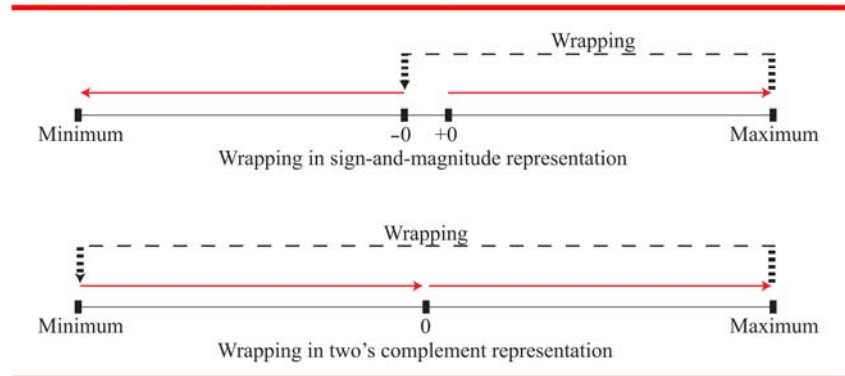 Wrapping
Minimum -0 +0 Maximum
Wrapping in sign-and-magnitude representation
Wrapping
Minimum 0 Maximum
Wrapping in two's complement representation